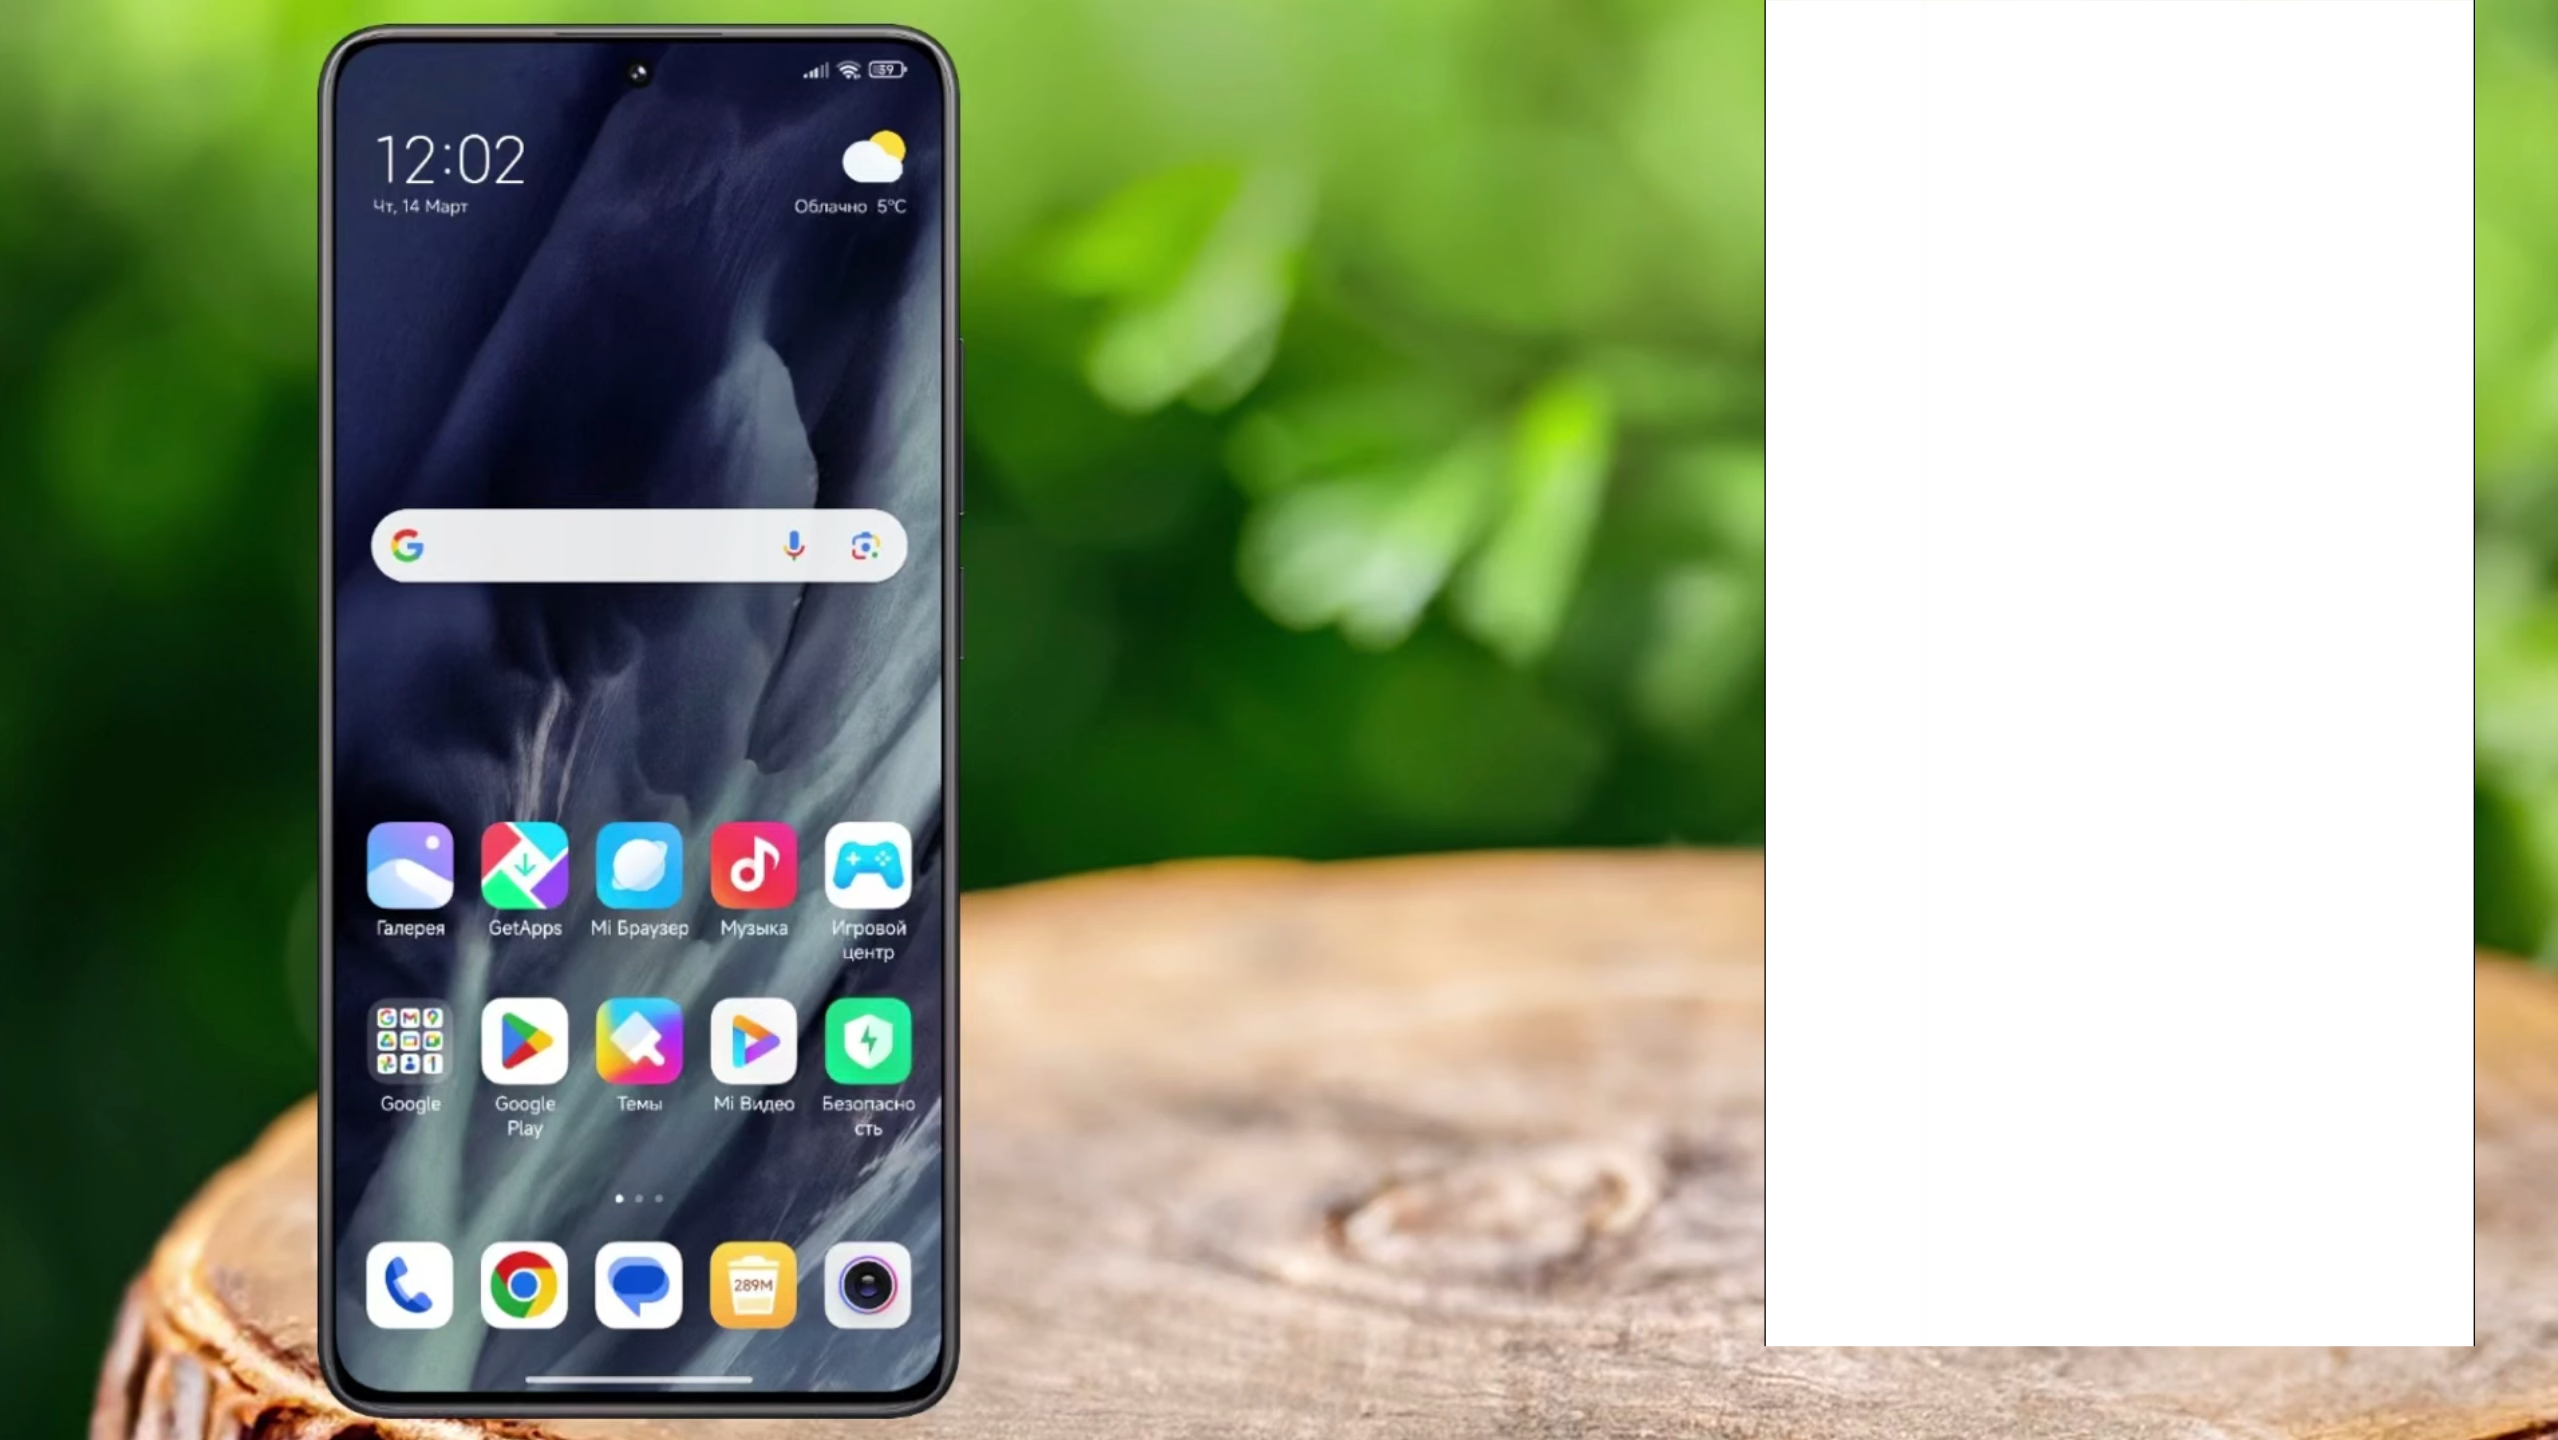 59
12:02
Чт, 14 Март
Облачно 5°C
Галерея
GetApps
Mi Браузер
Музыка
Игровой
центр
Google
Google
Play
Темы
Mi Видео
Безопасно
сть
289M